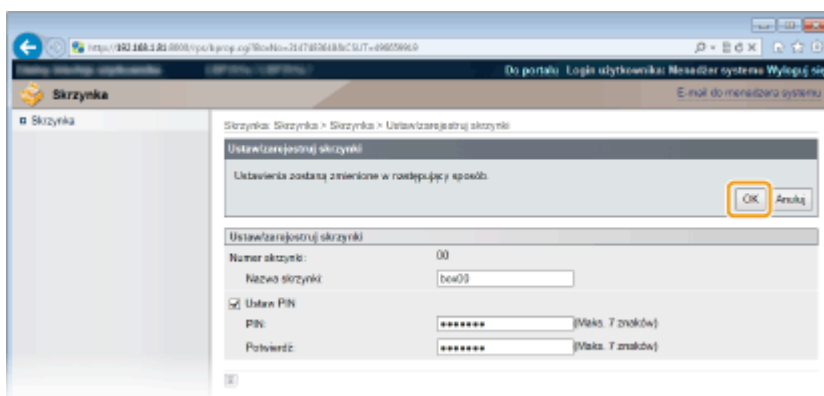 Do portalu Login użytkownika: Menadżer systemu Wyloguj się
Skrzynka
E-mail do menadżera systemu
Skrzynka
Skrzynka: Skrzynka > Skrzynka > Ustaw/zarejestruj skrzynki
Ustaw/zarejestruj skrzynki
Ustawienia zostaną zmienione w następujący sposób.
OK Anuluj
Ustaw/zarejestruj skrzynki
Numer skrzynki: 00
Nazwa skrzynki: box00
Ustaw PIN
PIN: ••••••• (Maks. 7 znaków)
Potwierdź: ••••••• (Maks. 7 znaków)